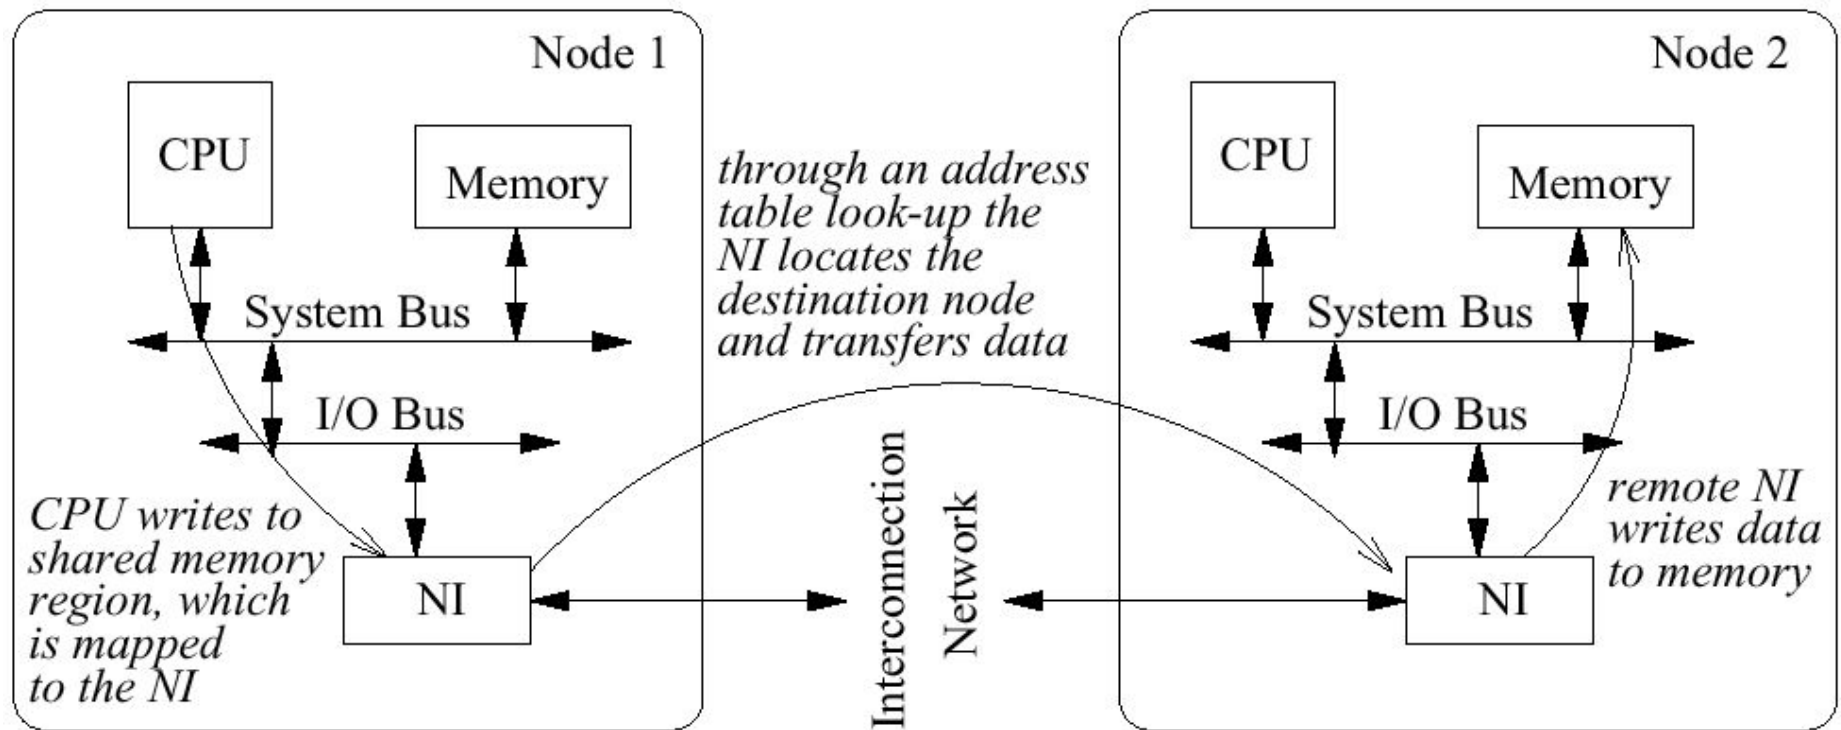 Node 1
CPU
Memory
System Bus
I/O Bus
CPU writes to
shared memory
region, which
is mapped
to the NI
NI
through an address
table look-up the
NI locates the
destination node
and transfers data
Interconnection
Network
Node 2
CPU
Memory
System Bus
I/O Bus
remote NI
writes data
to memory
NI